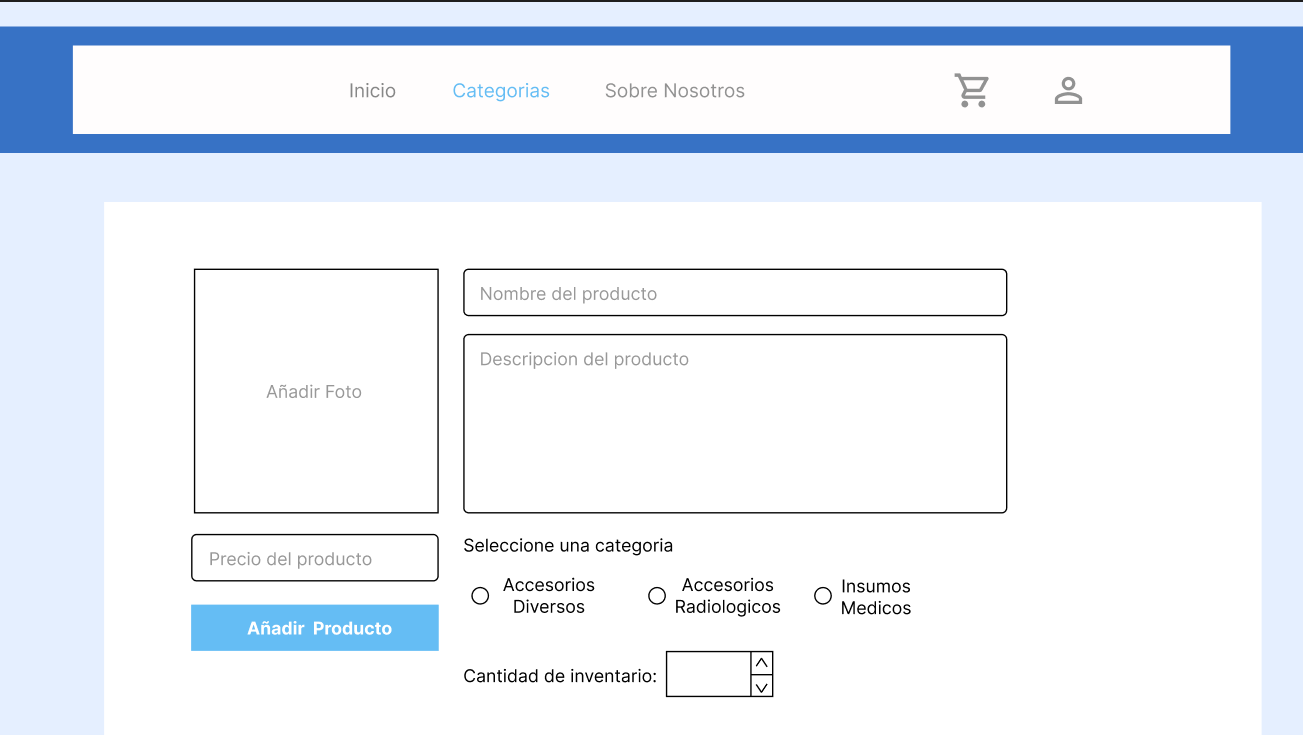 Inicio
Categorias
Sobre Nosotros
Añadir Foto
Nombre del producto
Descripcion del producto
Precio del producto
Añadir Producto
Seleccione una categoria
Accesorios
Diversos
Accesorios
Radiologicos
Insumos
Medicos
Cantidad de inventario: